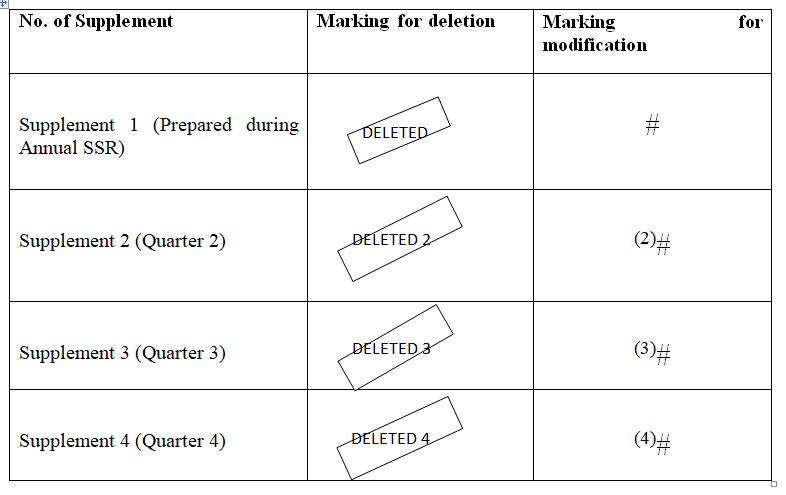 No. of Supplement
Marking for deletion
Marking for
modification
Supplement 1 (Prepared during
Annual SSR)
DELETED
#
Supplement 2 (Quarter 2)
DELETED 2
(2)#
Supplement 3 (Quarter 3)
DELETED 3
(3)#
Supplement 4 (Quarter 4)
DELETED 4
(4)#